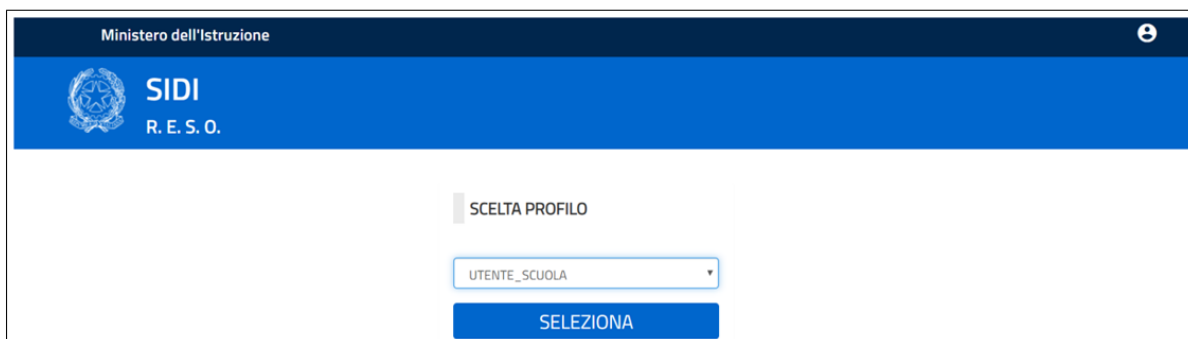 Ministero dell'Istruzione
SIDI
R. E. S. O.
SCELTA PROFILO
UTENTE_SCUOLA
SELEZIONA